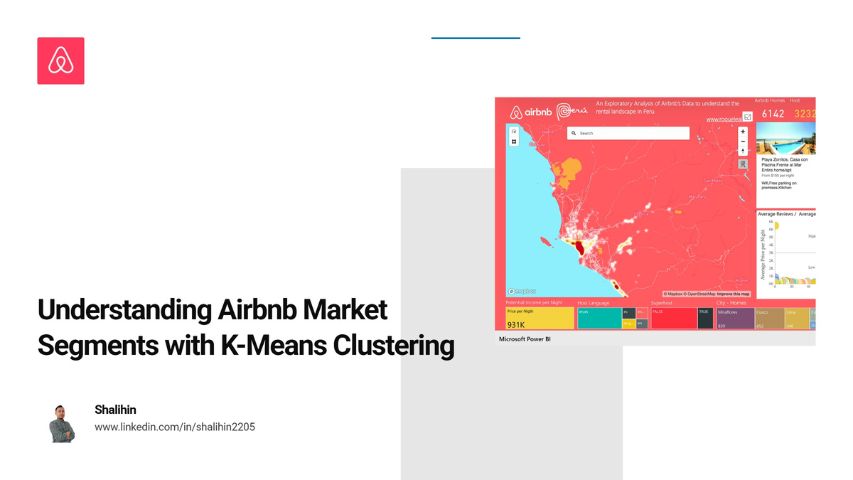 Understanding Airbnb Market
Segments with K-Means Clustering
Shalihin
www.linkedin.com/in/shalihin2205
airbnb Perú
An Exploratory Analysis of Airbnb's Data to understand the
rental landscape in Peru.
Airbnb Homes Host
6142 3232
Search
Playa Zorritos, Casa con
Piscina Frente al Mar
Entire home/apt
Wifi,Free parking on
premises,Kitchen
Average Reviews / Average
Average Price per Night
mapbox
© Mapbox © OpenStreetMap Improve this map
Potential Income per Night
Host Language
Superhost
City - Homes
Price per Night
931K
FALSE
TRUE
Miraflores
Microsoft Power BI